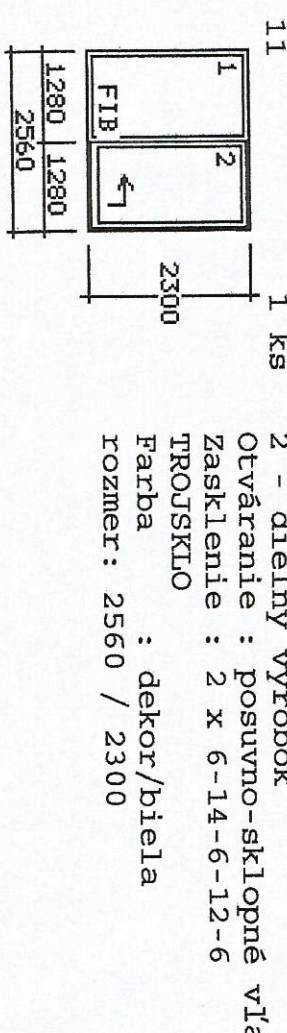 11
1 ks
2 - dielny výrobok
Otváranie : posuvno-sklopné
Zasklenie : 2 x 6-14-6-12-6
TROJSKLO
Farba : dekor/biela
rozmer: 2560 / 2300
1
2
FIB
2300
1280
1280
2560